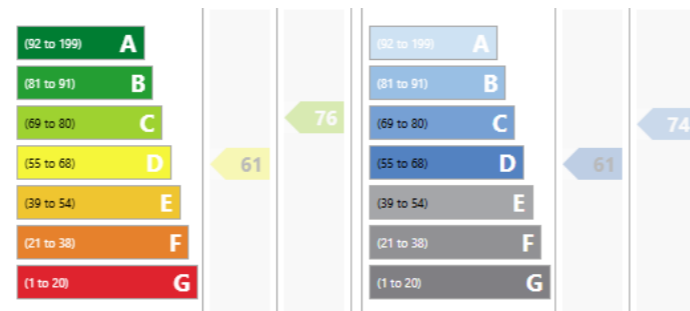 (92 to 199) A
(81 to 91) B
(69 to 80) C
76
(55 to 68) D
61
(39 to 54) E
(21 to 38) F
(1 to 20) G
(92 to 199) A
(81 to 91) B
(69 to 80) C
74
(55 to 68) D
61
(39 to 54) E
(21 to 38) F
(1 to 20) G